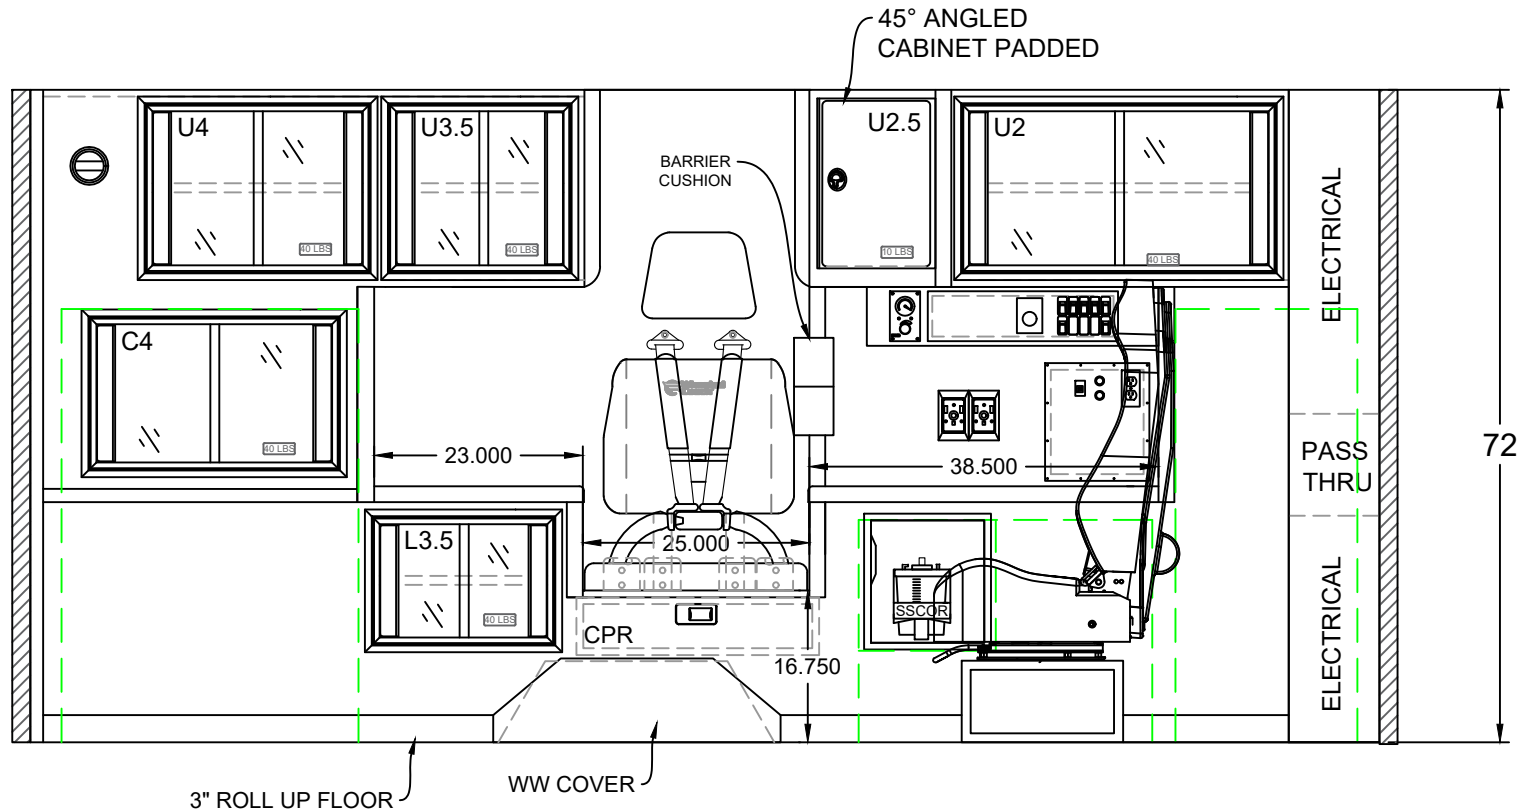 45° ANGLED
CABINET PADDED
U4
U3.5
U2.5
U2
BARRIER
CUSHION
40 LBS
40 LBS
10 LBS
40 LBS
ELECTRICAL
C4
40 LBS
23.000
38.500
PASS
THRU
72
L3.5
25.000
40 LBS
SSCOR
CPR
16.750
ELECTRICAL
WW COVER
3" ROLL UP FLOOR